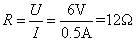 R = U/I = 6V/0.5A = 12Ω